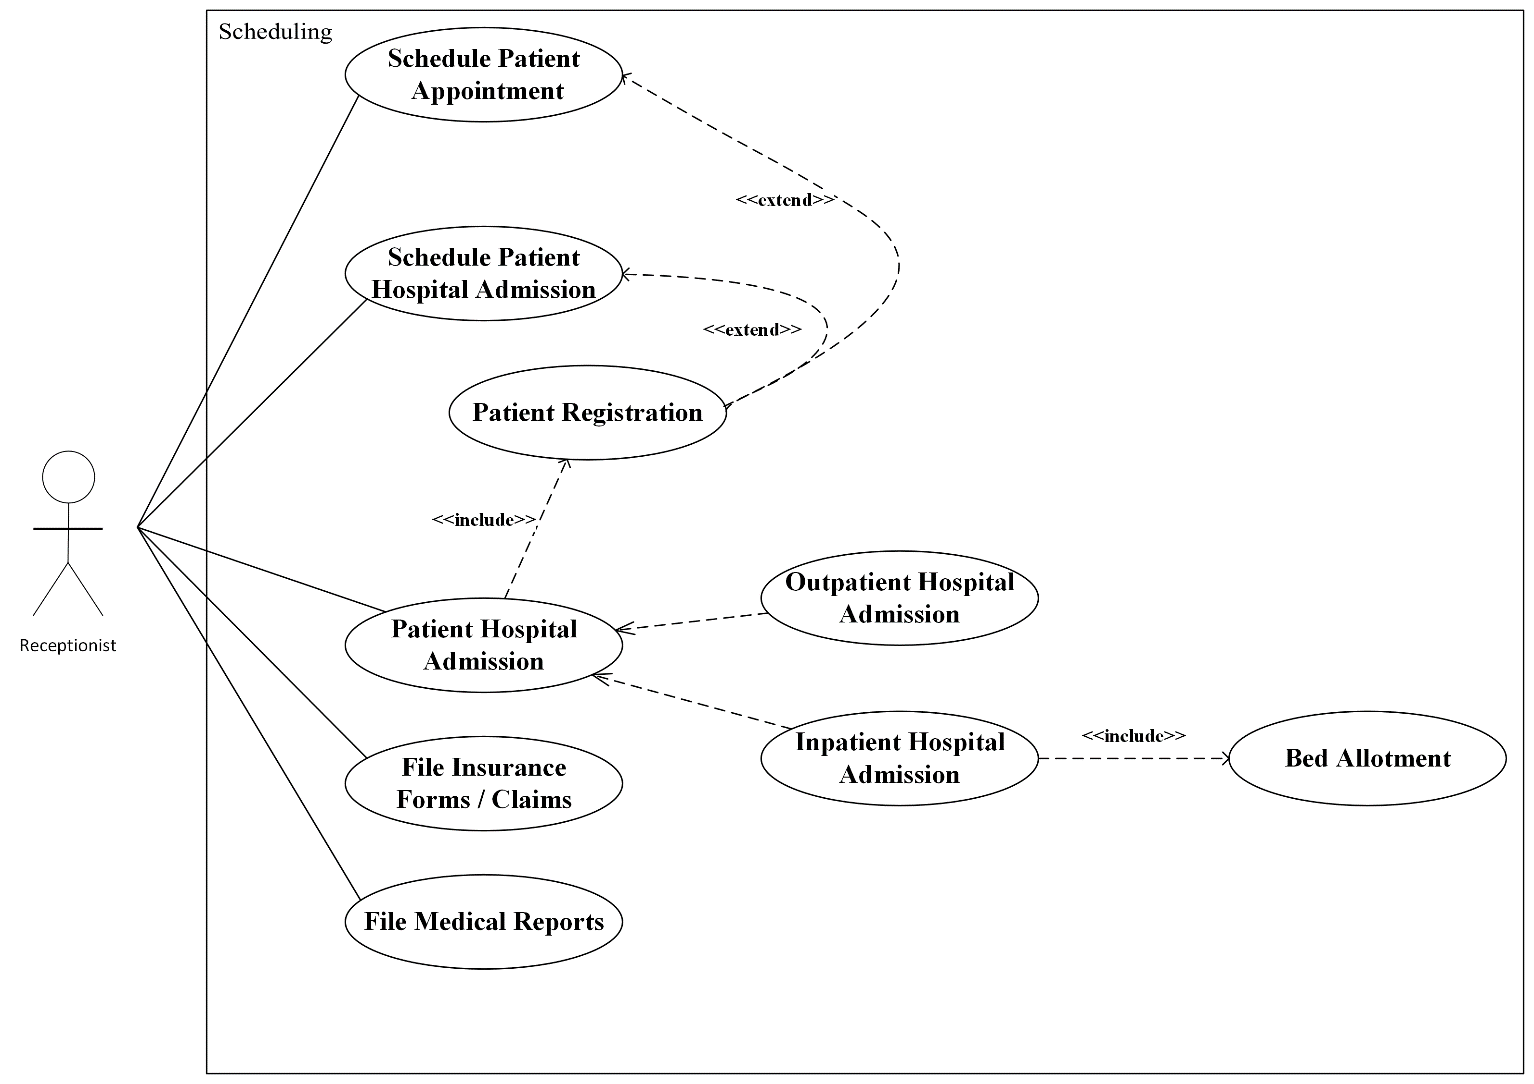 Scheduling
Schedule Patient
Appointment
<<extend>>
Schedule Patient
Hospital Admission
<<extend>>
Patient Registration
<<include>>
Receptionist
Outpatient Hospital
Admission
Patient Hospital
Admission
Inpatient Hospital
Admission
<<include>>
Bed Allotment
File Insurance
Forms / Claims
File Medical Reports